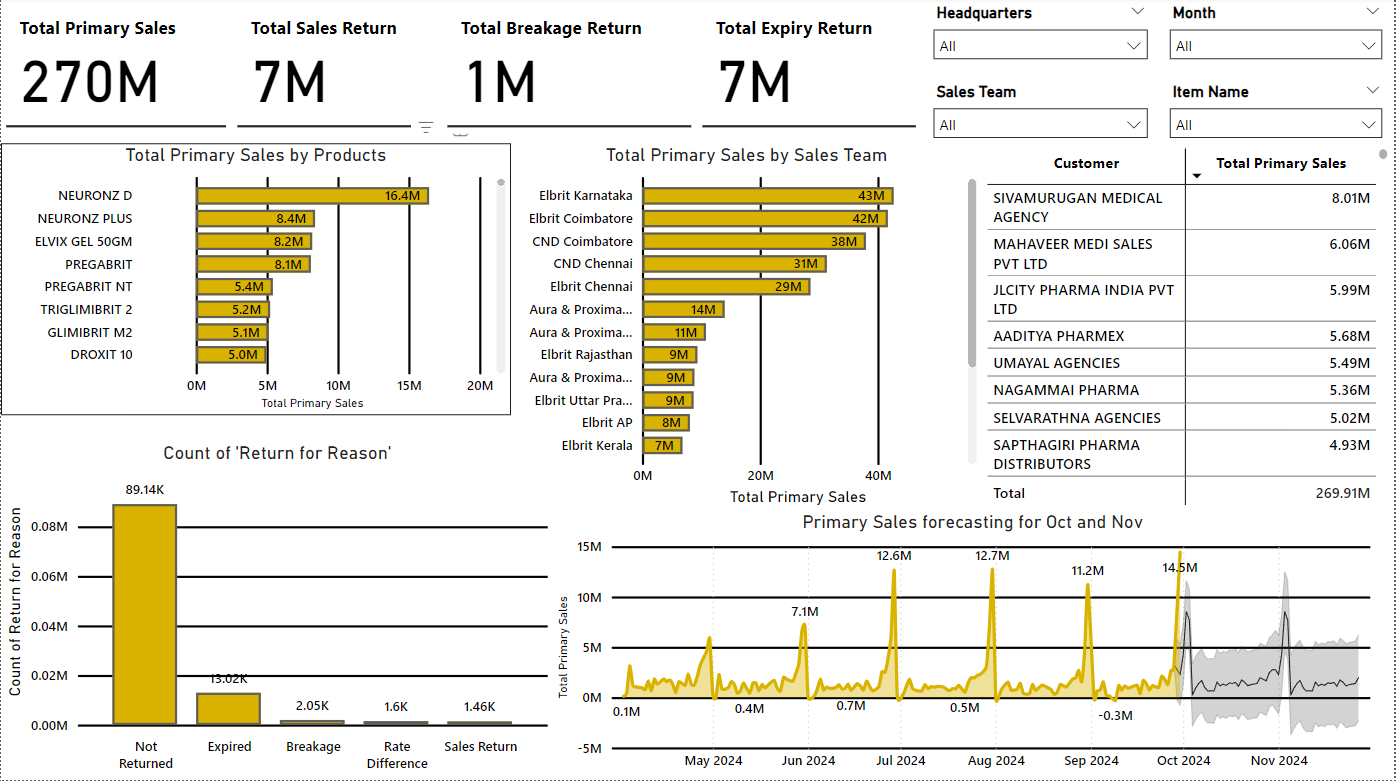 Total Primary Sales
270M
Total Sales Return
7M
Total Breakage Return
1M
Total Expiry Return
7M
Headquarters
All
Month
All
Sales Team
All
Item Name
All
Total Primary Sales by Products
NEURONZ D
16.4M
NEURONZ PLUS
8.4M
ELVIX GEL 50GM
8.2M
PREGABRIT
8.1M
PREGABRIT NT
5.4M
TRIGLIMIBRIT 2
5.2M
GLIMIBRIT M2
5.1M
DROXIT 10
5.0M
0M 5M 10M 15M 20M
Total Primary Sales
Total Primary Sales by Sales Team
Elbrit Karnataka
43M
Elbrit Coimbatore
42M
CND Coimbatore
38M
CND Chennai
31M
Elbrit Chennai
29M
Aura & Proxima...
14M
Aura & Proxima...
11M
Elbrit Rajasthan
9M
Aura & Proxima...
9M
Elbrit Uttar Pra...
9M
Elbrit AP
8M
Elbrit Kerala
7M
0M 20M 40M
Total Primary Sales
Customer Total Primary Sales
SIVAMURUGAN MEDICAL 8.01M
AGENCY
MAHAVEER MEDI SALES 6.06M
PVT LTD
JLCITY PHARMA INDIA PVT 5.99M
LTD
AADITYA PHARMEX 5.68M
UMAYAL AGENCIES 5.49M
NAGAMMAI PHARMA 5.36M
SELVARATHNA AGENCIES 5.02M
SAPTHAGIRI PHARMA 4.93M
DISTRIBUTORS
Total 269.91M
Count of 'Return for Reason'
Count of Return for Reason
0.08M
0.06M
0.04M
0.02M
0.00M
89.14K
13.02K
2.05K
1.6K
1.46K
Not
Returned
Expired
Breakage
Rate
Difference
Sales Return
Primary Sales forecasting for Oct and Nov
Total Primary Sales
15M
10M
5M
0M
-5M
0.1M
0.4M
7.1M
0.7M
12.6M
0.5M
12.7M
11.2M
-0.3M
14.5M
May 2024 Jun 2024 Jul 2024 Aug 2024 Sep 2024 Oct 2024 Nov 2024